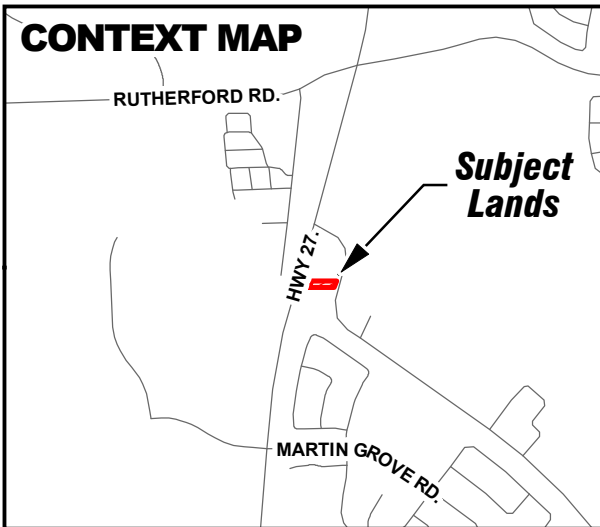 CONTEXT MAP
RUTHERFORD RD.
Subject
Lands
HWY 27.
MARTIN GROVE RD.